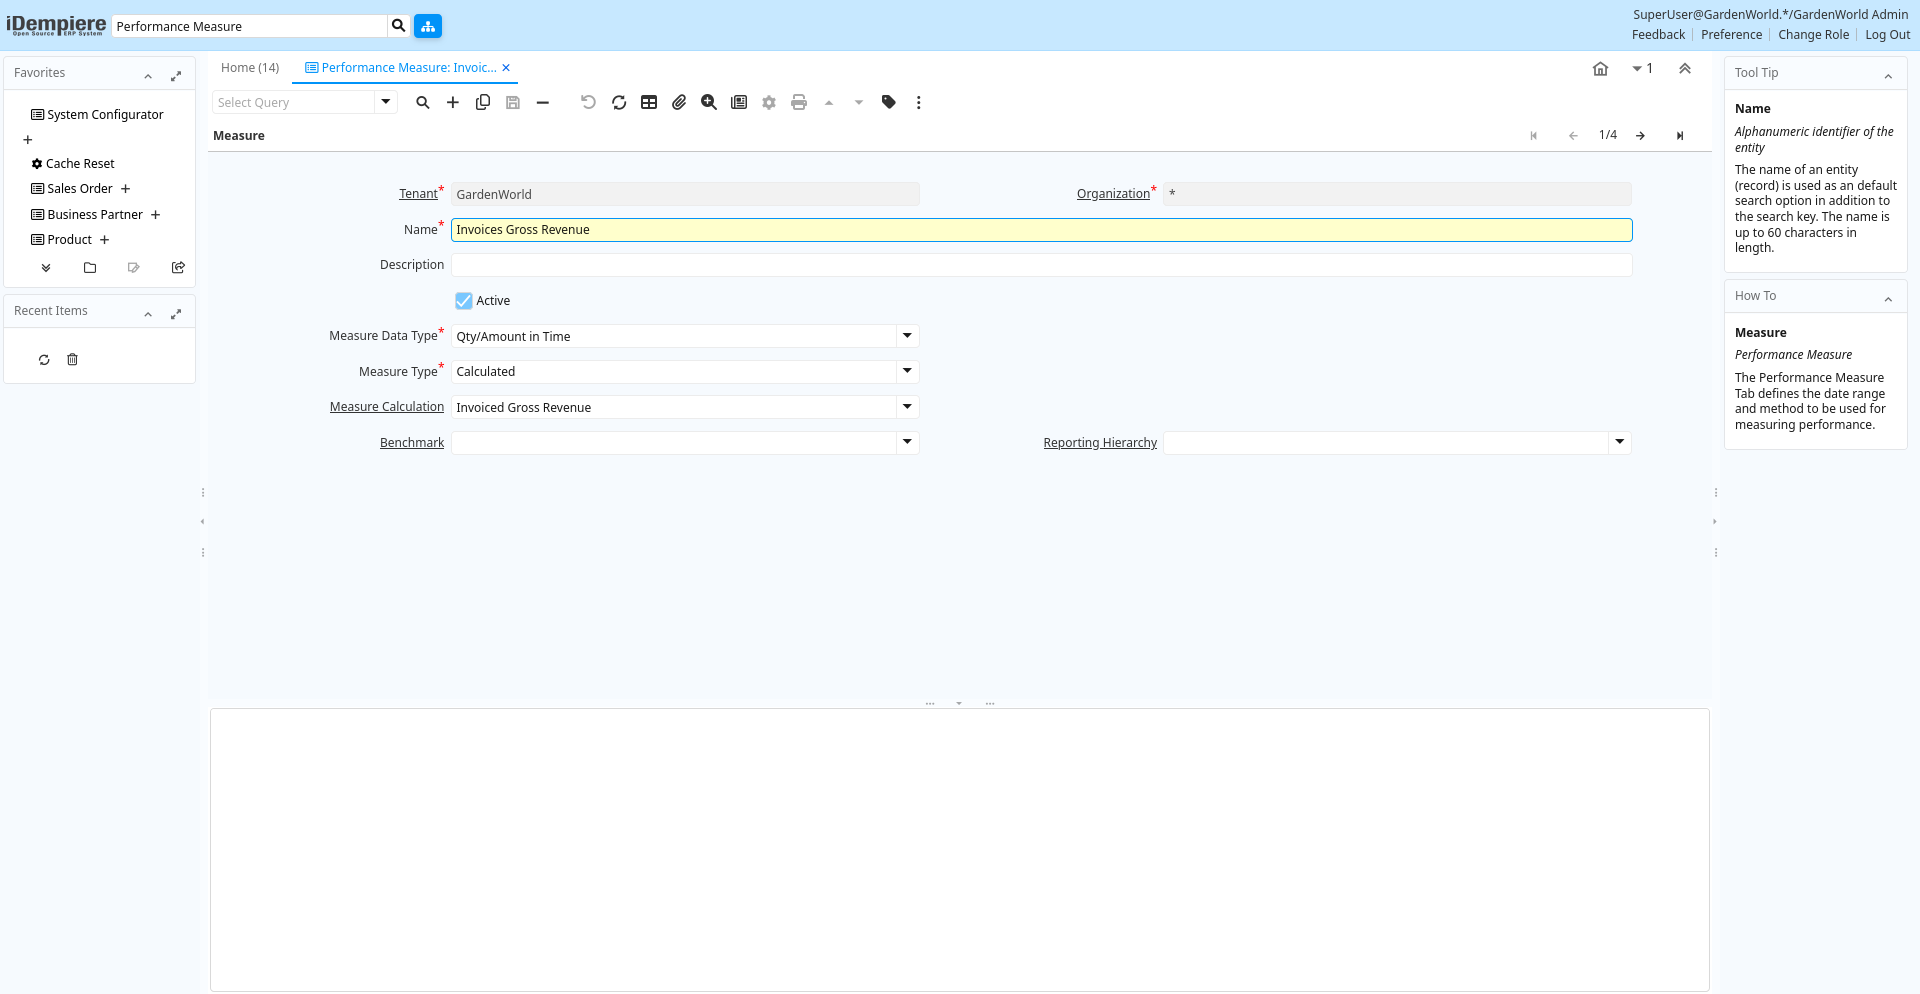 iDempiere
Open Source ERP System
Performance Measure
SuperUser@GardenWorld.*/GardenWorld Admin
Feedback
Preference
Change Role
Log Out
Favorites
System Configurator
Cache Reset
Sales Order
Business Partner
Product
Recent Items
Home (14)
Performance Measure: Invoic...
1
Select Query
Measure
1/4
Tenant*
GardenWorld
Organization*
*
Name*
Invoices Gross Revenue
Description
Active
Measure Data Type*
Qty/Amount in Time
Measure Type*
Calculated
Measure Calculation
Invoiced Gross Revenue
Benchmark
Reporting Hierarchy
Tool Tip
Name
Alphanumeric identifier of the
entity
The name of an entity
(record) is used as an default
search option in addition to
the search key. The name is
up to 60 characters in
length.
How To
Measure
Performance Measure
The Performance Measure
Tab defines the date range
and method to be used for
measuring performance.